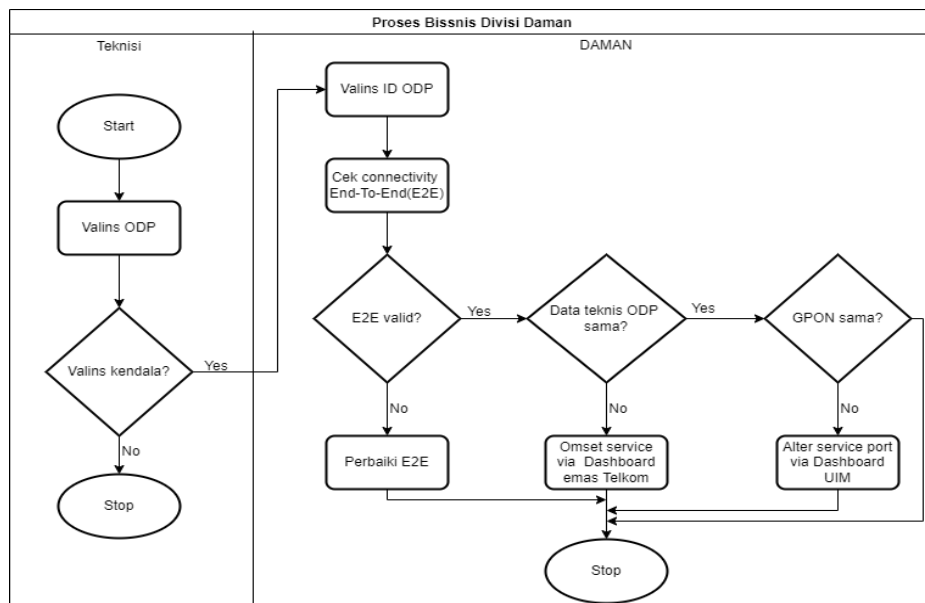 Proses Bissnis Divisi Daman
Teknisi
DAMAN
Start
Valins ODP
Valins kendala?
Yes
No
Stop
Valins ID ODP
Cek connectivity
End-To-End(E2E)
E2E valid?
Yes
Data teknis ODP
sama?
Yes
GPON sama?
No
No
No
Perbaiki E2E
Omset service
via Dashboard
emas Telkom
Alter service port
via Dashboard
UIM
Stop